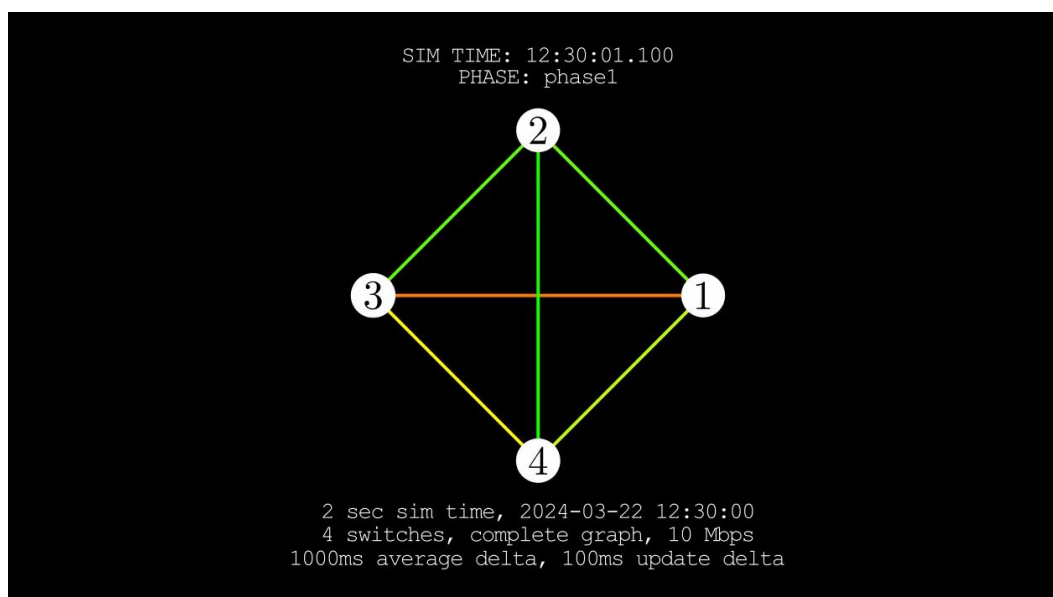 SIM TIME: 12:30:01.100
PHASE: phase1
2
3
1
4
2 sec sim time, 2024-03-22 12:30:00
4 switches, complete graph, 10 Mbps
1000ms average delta, 100ms update delta